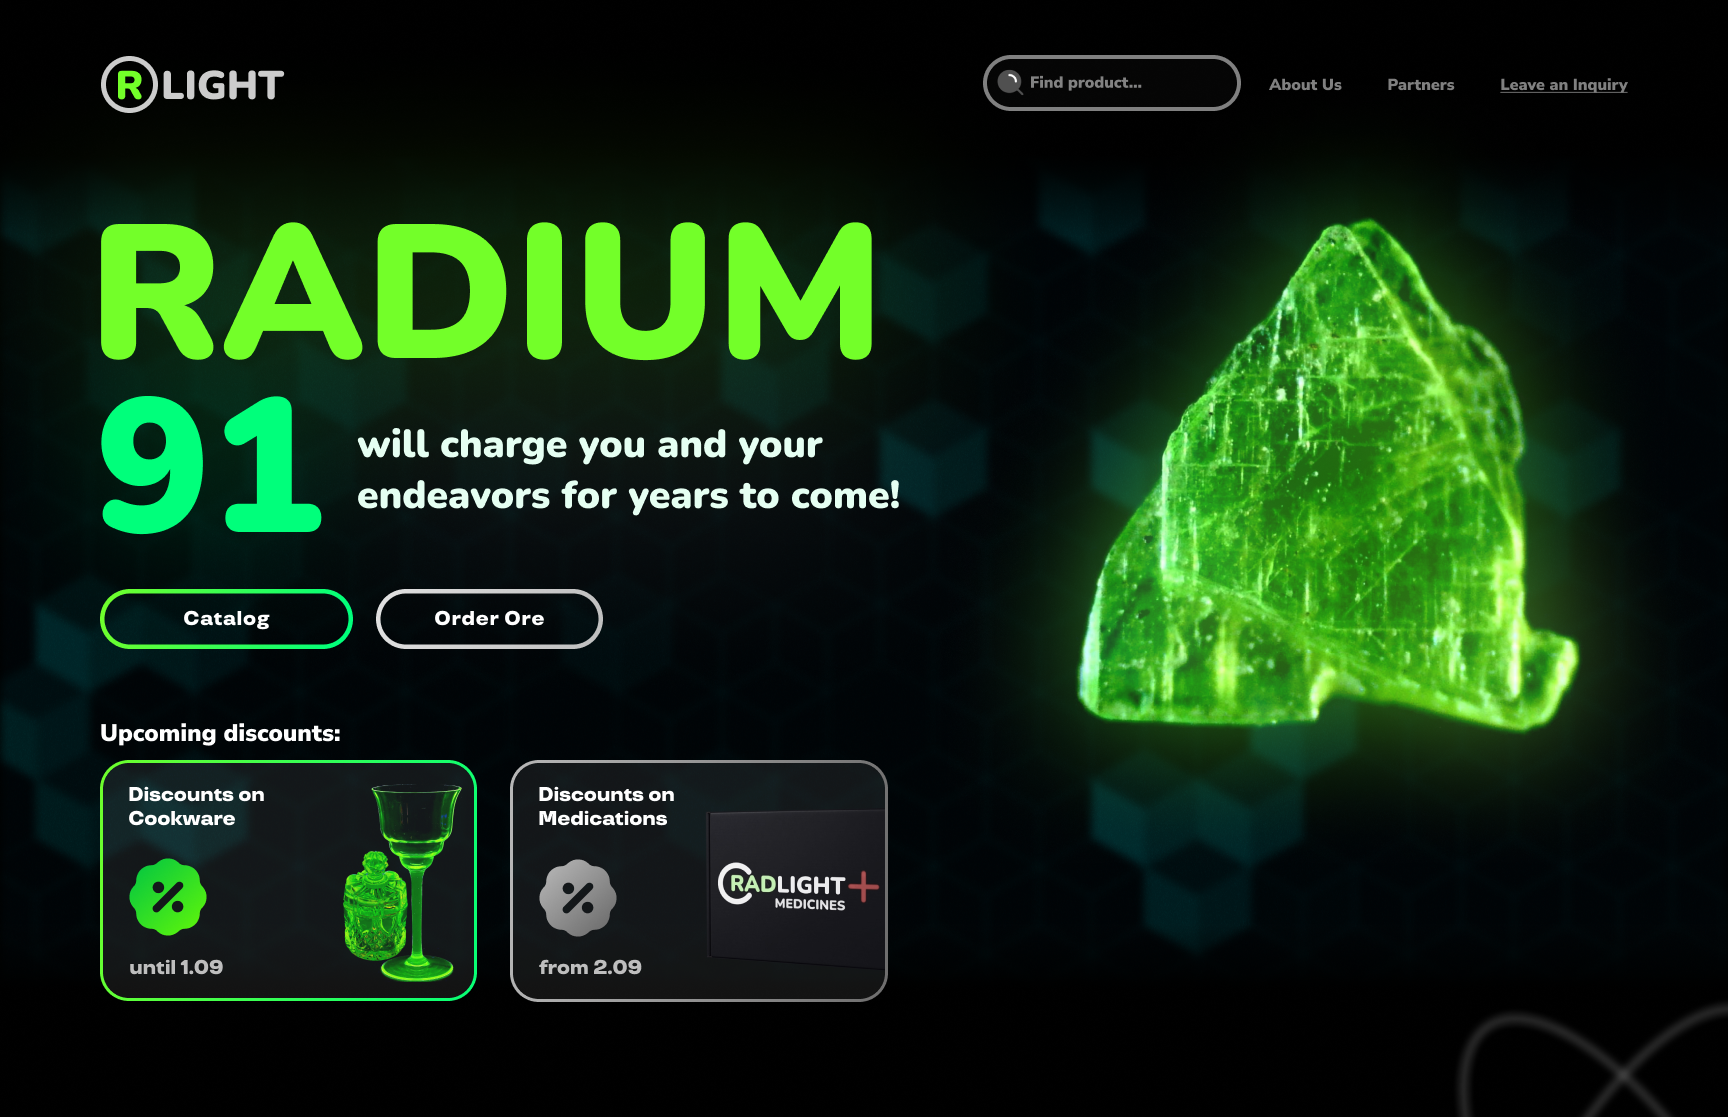 R LIGHT
Find product...
About Us
Partners
Leave an Inquiry
RADIUM
91
will charge you and your
endeavors for years to come!
Catalog
Order Ore
Upcoming discounts:
Discounts on
Cookware
%
until 1.09
Discounts on
Medications
%
RADLIGHT
MEDICINES
from 2.09